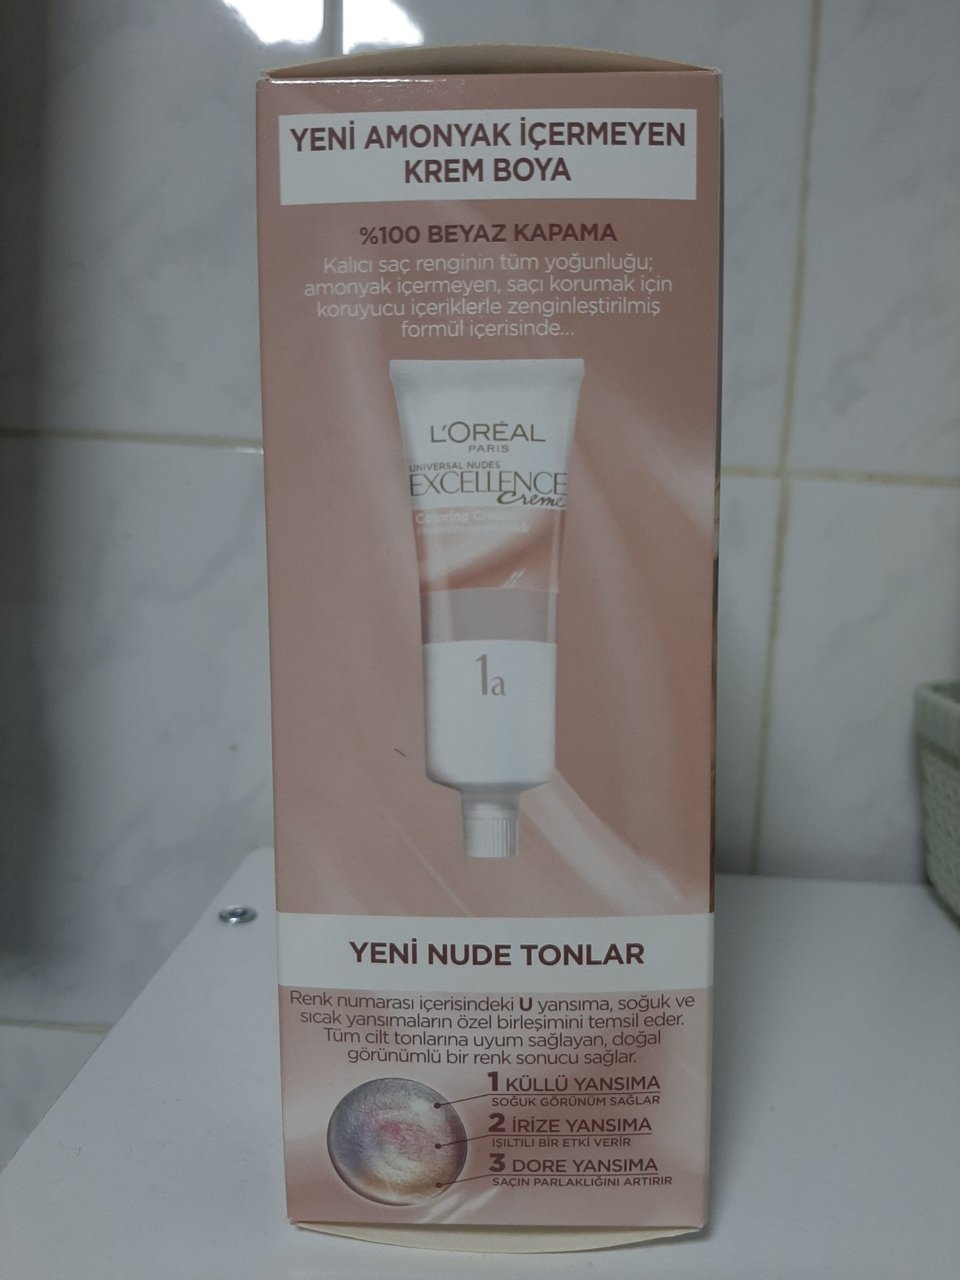 YENİ AMONYAK İÇERMEYEN
KREM BOYA
%100 BEYAZ KAPAMA
Kalıcı saç renginin tüm yoğunluğu;
amonyak içermeyen, saçı korumak için
koruyucu içeriklerle zenginleştirilmiş
formül içerisinde...
L'ORÉAL
PARIS
UNIVERSAL NUDES
EXCELLENCE
Creme
Coloring Cream
1a
YENİ NUDE TONLAR
Renk numarası içerisindeki U yansıma, soğuk ve
sıcak yansımaların özel birleşimini temsil eder.
Tüm cilt tonlarına uyum sağlayan, doğal
görünümlü bir renk sonucu sağlar.
1 KÜLLÜ YANSIMA
SOĞUK GÖRÜNÜM SAĞLAR
2 İRİZE YANSIMA
IŞILTILI BİR ETKİ VERİR
3 DORE YANSIMA
SAÇIN PARLAKLIĞINI ARTIRIR